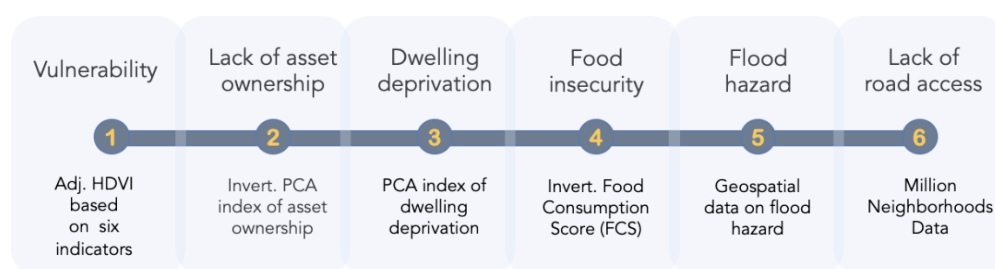 Vulnerability
Lack of asset
ownership
Dwelling
deprivation
Food
insecurity
Flood
hazard
Lack of
road access
1
2
3
4
5
6
Adj. HDVI
based
on six
indicators
Invert. PCA
index of asset
ownership
PCA index of
dwelling
deprivation
Invert. Food
Consumption
Score (FCS)
Geospatial
data on flood
hazard
Million
Neighborhoods
Data